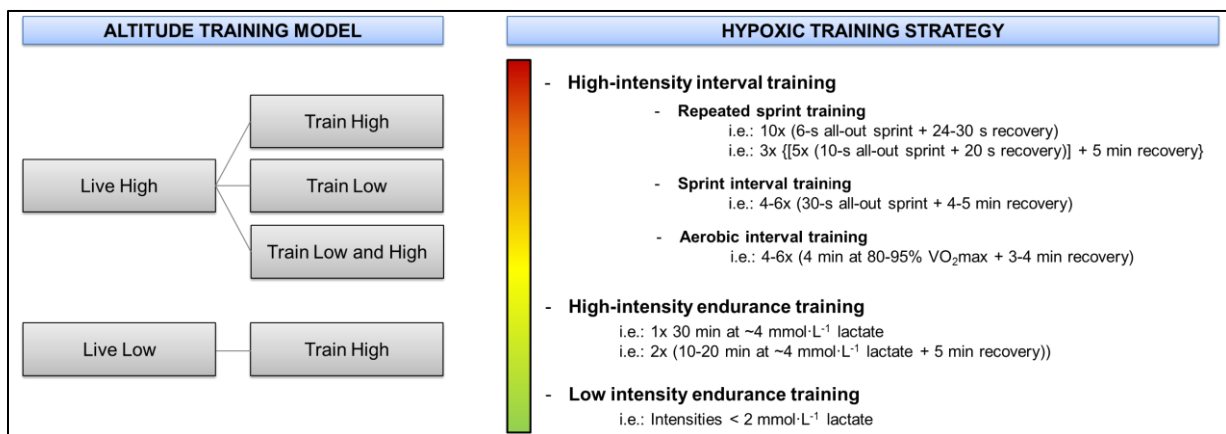 ALTITUDE TRAINING MODEL
Live High
Train High
Train Low
Train Low and High
Live Low
Train High
HYPOXIC TRAINING STRATEGY
- High-intensity interval training
- Repeated sprint training
i.e.: 10x (6-s all-out sprint + 24-30 s recovery)
i.e.: 3x {[5x (10-s all-out sprint + 20 s recovery)] + 5 min recovery}
- Sprint interval training
i.e.: 4-6x (30-s all-out sprint + 4-5 min recovery)
- Aerobic interval training
i.e.: 4-6x (4 min at 80-95% VO₂max + 3-4 min recovery)
- High-intensity endurance training
i.e.: 1x 30 min at ~4 mmol·L⁻¹ lactate
i.e.: 2x (10-20 min at ~4 mmol·L⁻¹ lactate + 5 min recovery))
- Low intensity endurance training
i.e.: Intensities < 2 mmol·L⁻¹ lactate